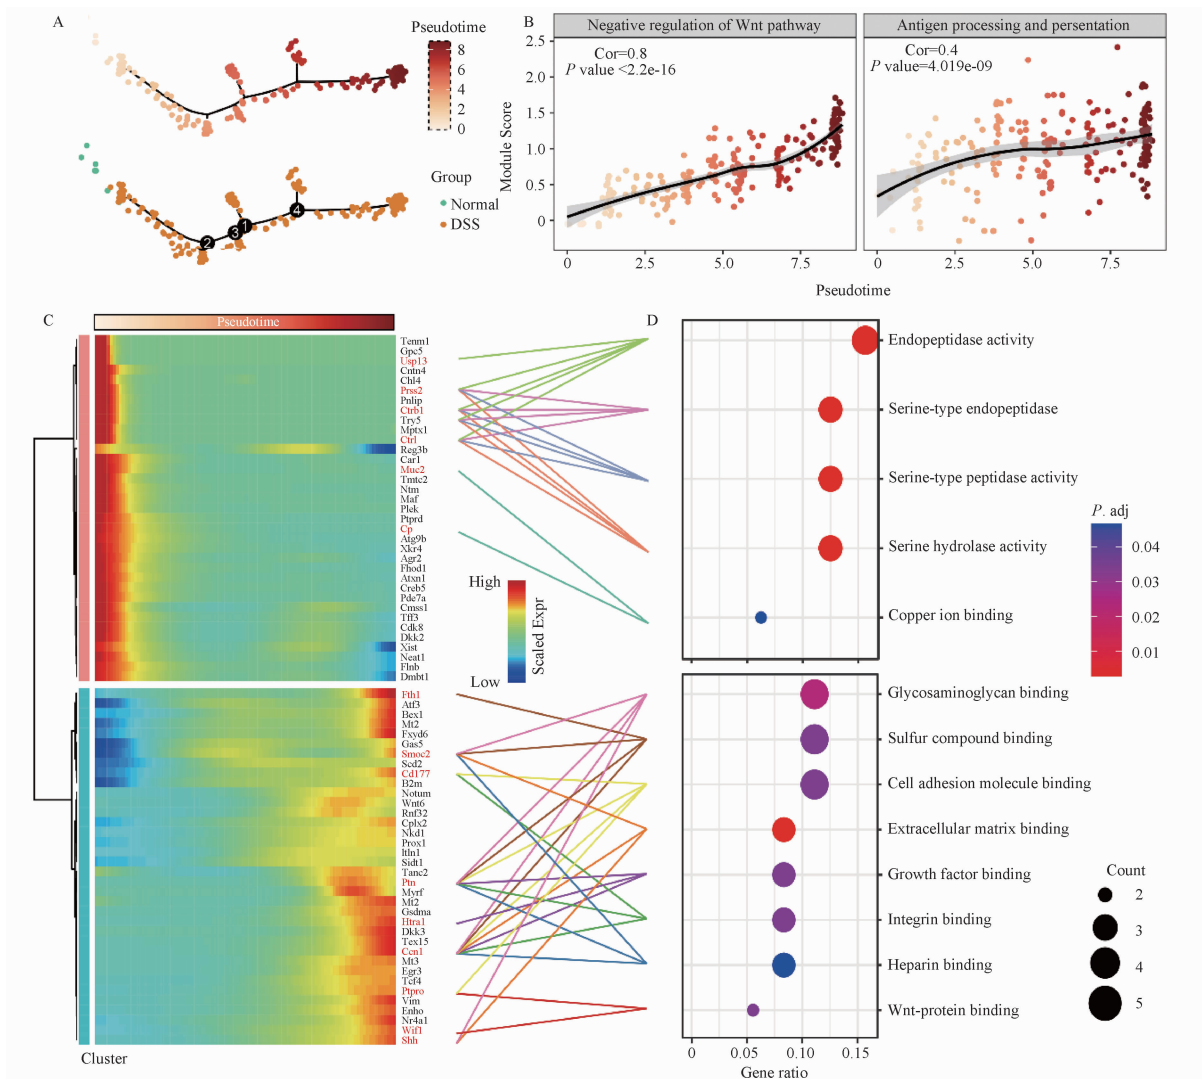 A
Pseudotime
8
6
4
2
0
Group
Normal
DSS
2
3
1
4
B
Negative regulation of Wnt pathway
Antigen processing and persentation
Cor=0.8
P value <2.2e-16
Cor=0.4
P value=4.019e-09
Module Score
2.5
2.0
1.5
1.0
0.5
0
0 2.5 5.0 7.5
0 2.5 5.0 7.5
Pseudotime
C
Pseudotime
Tenm1
Gpc5
Usp13
Cntn4
Chl4
Prss2
Pnlip
Ctrb1
Try5
Mptx1
Ctrl
Reg3b
Car1
Muc2
Tmtc2
Ntm
Maf
Plek
Ptprd
Cp
Atg9b
Xkr4
Agr2
Fhod1
Atxn1
Creb5
Pde7a
Cmss1
Tff3
Cdk8
Dkk2
Xist
Neat1
Flnb
Dmbt1
Fth1
Atf3
Bex1
Mt2
Fxyd6
Gas5
Smoc2
Scd2
Cd177
B2m
Notum
Wnt6
Rnf32
Cplx2
Nkd1
Prox1
Itln1
Sidt1
Tanc2
Ptn
Myrf
Mt2
Gsdma
Htra1
Dkk3
Tex15
Ccn1
Mt3
Egr3
Tcf4
Ptpro
Vim
Enho
Nr4a1
Wif1
Shh
Cluster
High
Scaled Expr
Low
D
Endopeptidase activity
Serine-type endopeptidase
Serine-type peptidase activity
Serine hydrolase activity
Copper ion binding
Glycosaminoglycan binding
Sulfur compound binding
Cell adhesion molecule binding
Extracellular matrix binding
Growth factor binding
Integrin binding
Heparin binding
Wnt-protein binding
0 0.05 0.10 0.15
Gene ratio
P. adj
0.04
0.03
0.02
0.01
Count
2
3
4
5